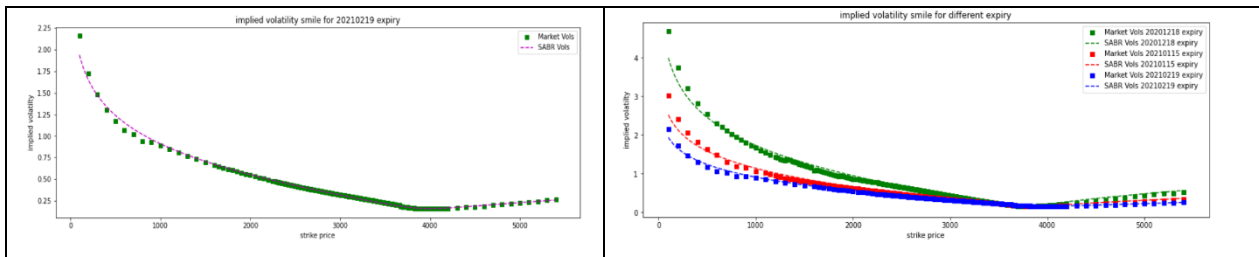 implied volatility smile for 20210219 expiry
Market Vols
SABR Vols
2.25
2.00
1.75
1.50
1.25
1.00
0.75
0.50
0.25
implied volatilty
0 1000 2000 3000 4000 5000
strike price
implied volatility smile for different expiry
Market Vols 20201218 expiry
SABR Vols 20201218 expiry
Market Vols 20210115 expiry
SABR Vols 20210115 expiry
Market Vols 20210219 expiry
SABR Vols 20210219 expiry
4
3
2
1
0
implied volatilty
0 1000 2000 3000 4000 5000
strike price